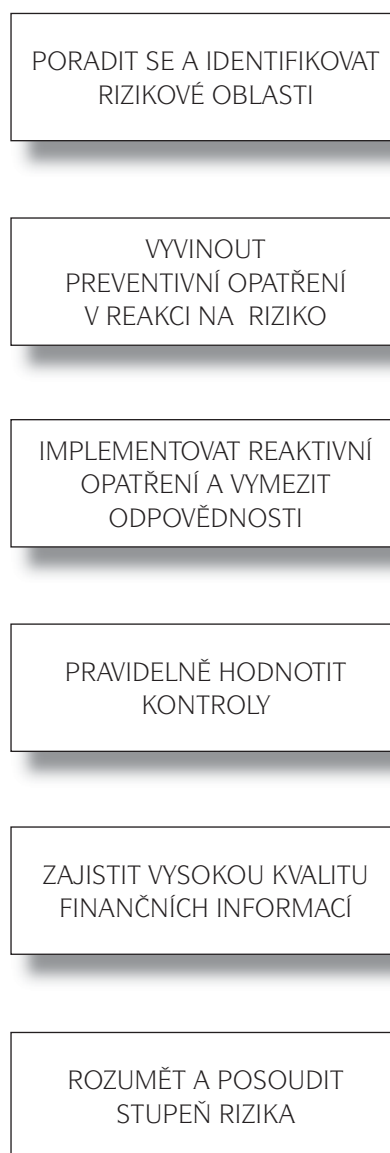 PORADIT SE A IDENTIFIKOVAT
RIZIKOVÉ OBLASTI
VYVINOUT
PREVENTIVNÍ OPATŘENÍ
V REAKCI NA RIZIKO
IMPLEMENTOVAT REAKTIVNÍ
OPATŘENÍ A VYMEZIT
ODPOVĚDNOSTI
PRAVIDELNĚ HODNOTIT
KONTROLY
ZAJISTIT VYSOKOU KVALITU
FINANČNÍCH INFORMACÍ
ROZUMĚT A POSOUDIT
STUPEŇ RIZIKA